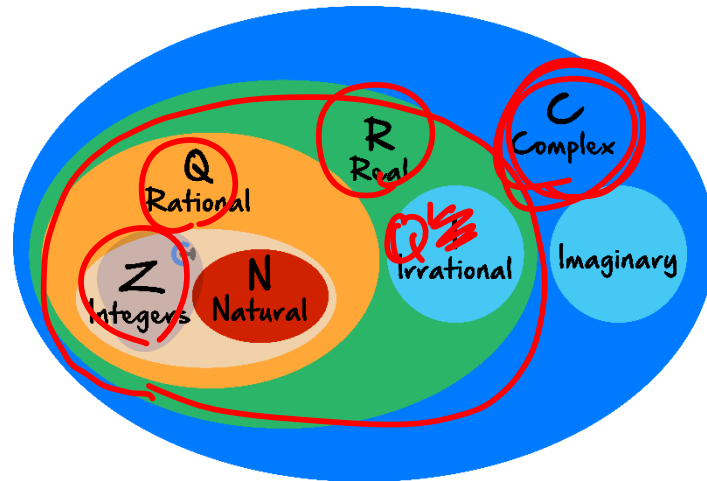 C
Complex
R
Real
Q
Rational
Q'
Irrational
Imaginary
Z
Integers
N
Natural